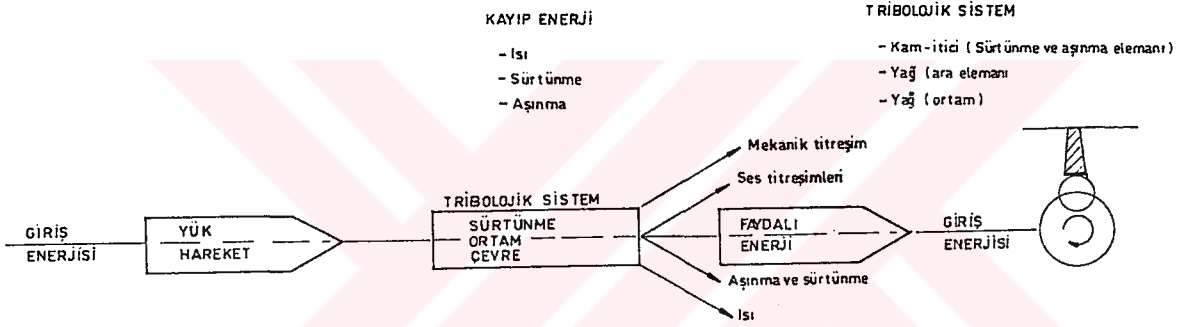 KAYIP ENERJİ
- Isı
- Sürtünme
- Aşınma
TRİBOLOJİK SİSTEM
- Kam-itici ( Sürtünme ve aşınma elemanı)
- Yağ (ara elemanı
- Yağ (ortam)
GİRİŞ
ENERJİSİ
YÜK
HAREKET
TRİBOLOJİK SİSTEM
SÜRTÜNME
ORTAM
ÇEVRE
Mekanik titreşim
Ses titreşimleri
Aşınma ve sürtünme
Isı
FAYDALI
ENERJI
GİRİŞ
ENERJİSİ